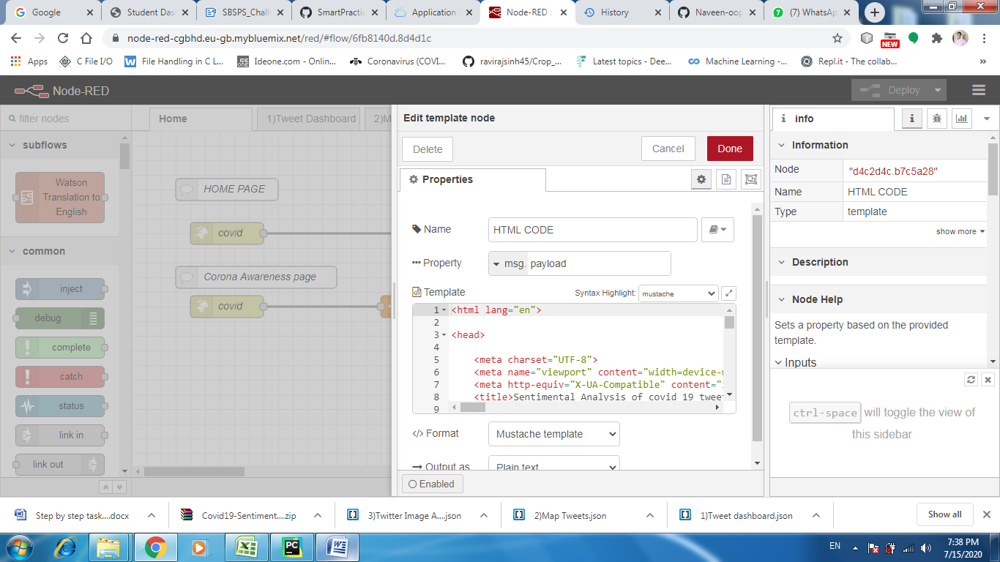 Google
Student Das
SBSPS_Chall
SmartPractic
Application
Node-RED :
History
Naveen-oop
(7) WhatsAp
node-red-cgbhd.eu-gb.mybluemix.net/red/#flow/6fb8140d.8d4d1c
NEW
Apps
C File I/O
File Handling in C L...
Ideone.com - Onlin...
Coronavirus (COVI...
ravirajsinh45/Crop_...
Latest topics - Dee...
Machine Learning -...
Repl.it - The collab...
»
Node-RED
Deploy
filter nodes
subflows
Watson
Translation to
English
common
inject
debug
complete
catch
status
link in
link out
Home
1)Tweet Dashboard
2)M
HOME PAGE
covid
Corona Awareness page
covid
Edit template node
Delete
Cancel
Done
Properties
Name
HTML CODE
Property
msg. payload
Template
Syntax Highlight:
mustache
1 <html lang="en">
2
3 <head>
4
5 <meta charset="UTF-8">
6 <meta name="viewport" content="width=device-w
7 <meta http-equiv="X-UA-Compatible" content="
8 <title>Sentimental Analysis of covid 19 tweet
9
</> Format
Mustache template
Output as
Plain text
Enabled
i info
i
Information
Node
"d4c2d4c.b7c5a28"
Name
HTML CODE
Type
template
show more
Description
Node Help
Sets a property based on the provided
template.
Inputs
ctrl-space will toggle the view of
this sidebar
Step by step task....docx
Covid19-Sentiment....zip
3)Twitter Image A....json
2)Map Tweets.json
1)Tweet dashboard.json
Show all
EN
7:38 PM
7/15/2020